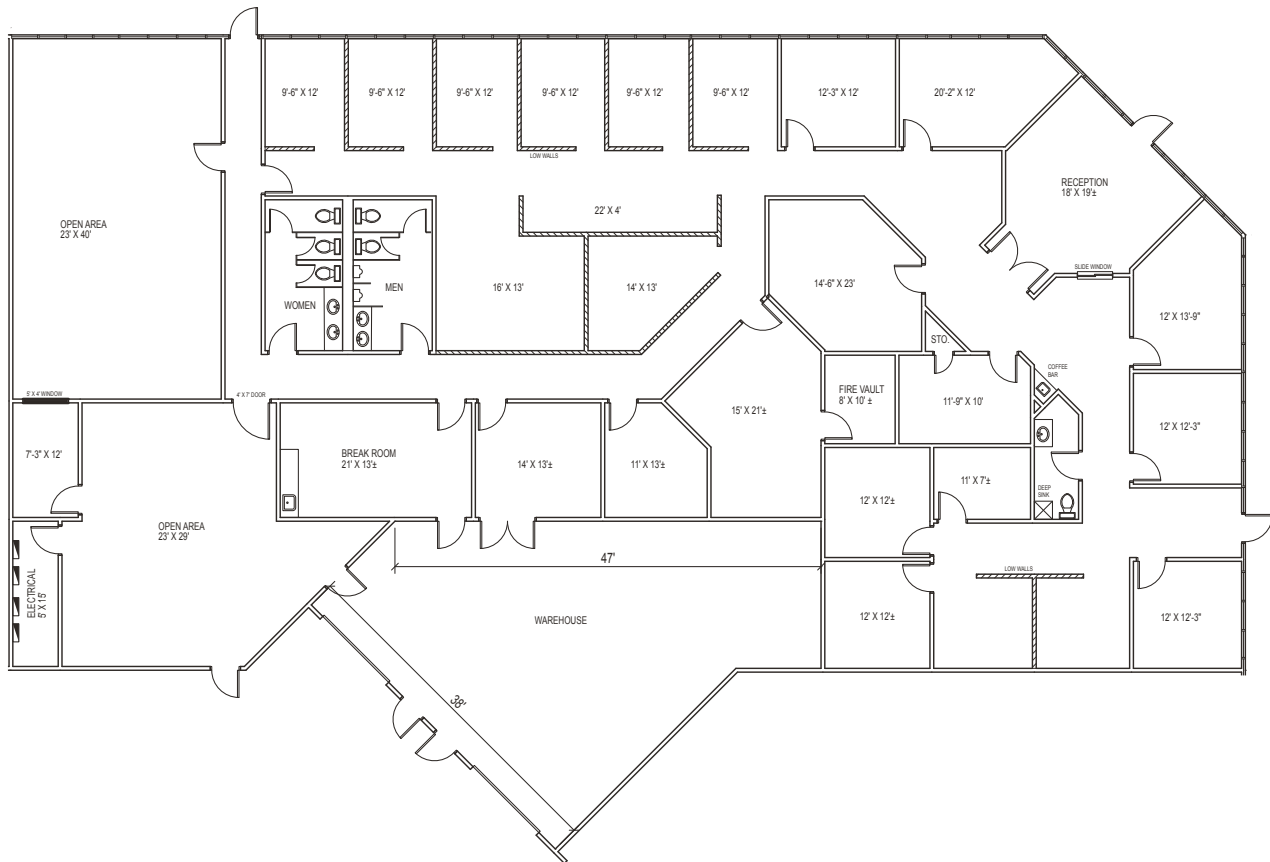 9'-6" X 12'
9'-6" X 12'
9'-6" X 12'
9'-6" X 12'
9'-6" X 12'
9'-6" X 12'
12'-3" X 12'
20'-2" X 12'
LOW WALLS
RECEPTION
18' X 19'±
OPEN AREA
23' X 40'
22' X 4'
SLIDE WINDOW
WOMEN
MEN
16' X 13'
14' X 13'
14'-6" X 23'
12' X 13'-9"
STO.
COFFEE
BAR
5' X 4' WINDOW
4' X 7' DOOR
FIRE VAULT
8' X 10' ±
11'-9" X 10'
15' X 21'±
12' X 12'-3"
7'-3" X 12'
BREAK ROOM
21' X 13'±
14' X 13'±
11' X 13'±
12' X 12'±
11' X 7'±
DEEP
SINK
OPEN AREA
23' X 29'
47'
LOW WALLS
ELECTRICAL
5' X 15'
WAREHOUSE
12' X 12'±
12' X 12'-3"
38'